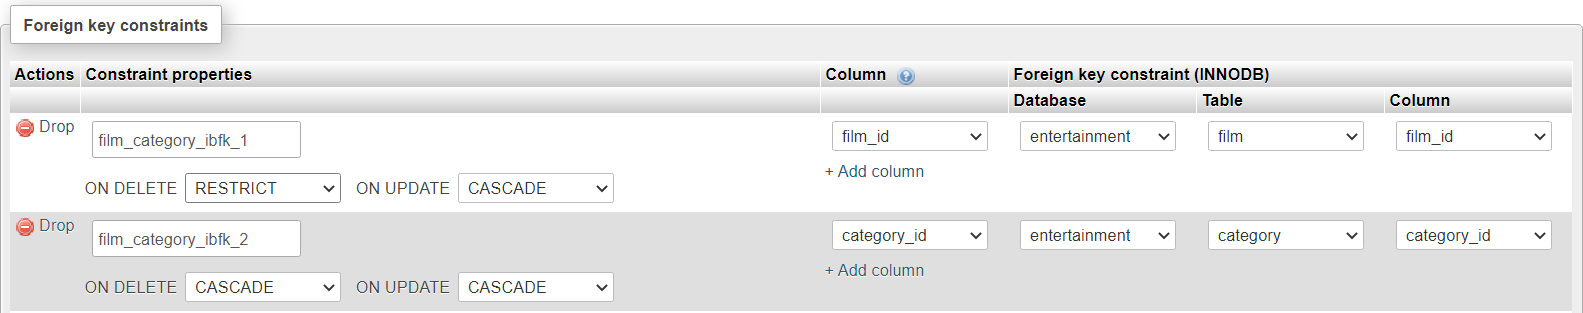 Foreign key constraints
Actions Constraint properties Column Foreign key constraint (INNODB)
Database Table Column
Drop film_category_ibfk_1 film_id entertainment film film_id
+ Add column
ON DELETE RESTRICT ON UPDATE CASCADE
Drop film_category_ibfk_2 category_id entertainment category category_id
+ Add column
ON DELETE CASCADE ON UPDATE CASCADE